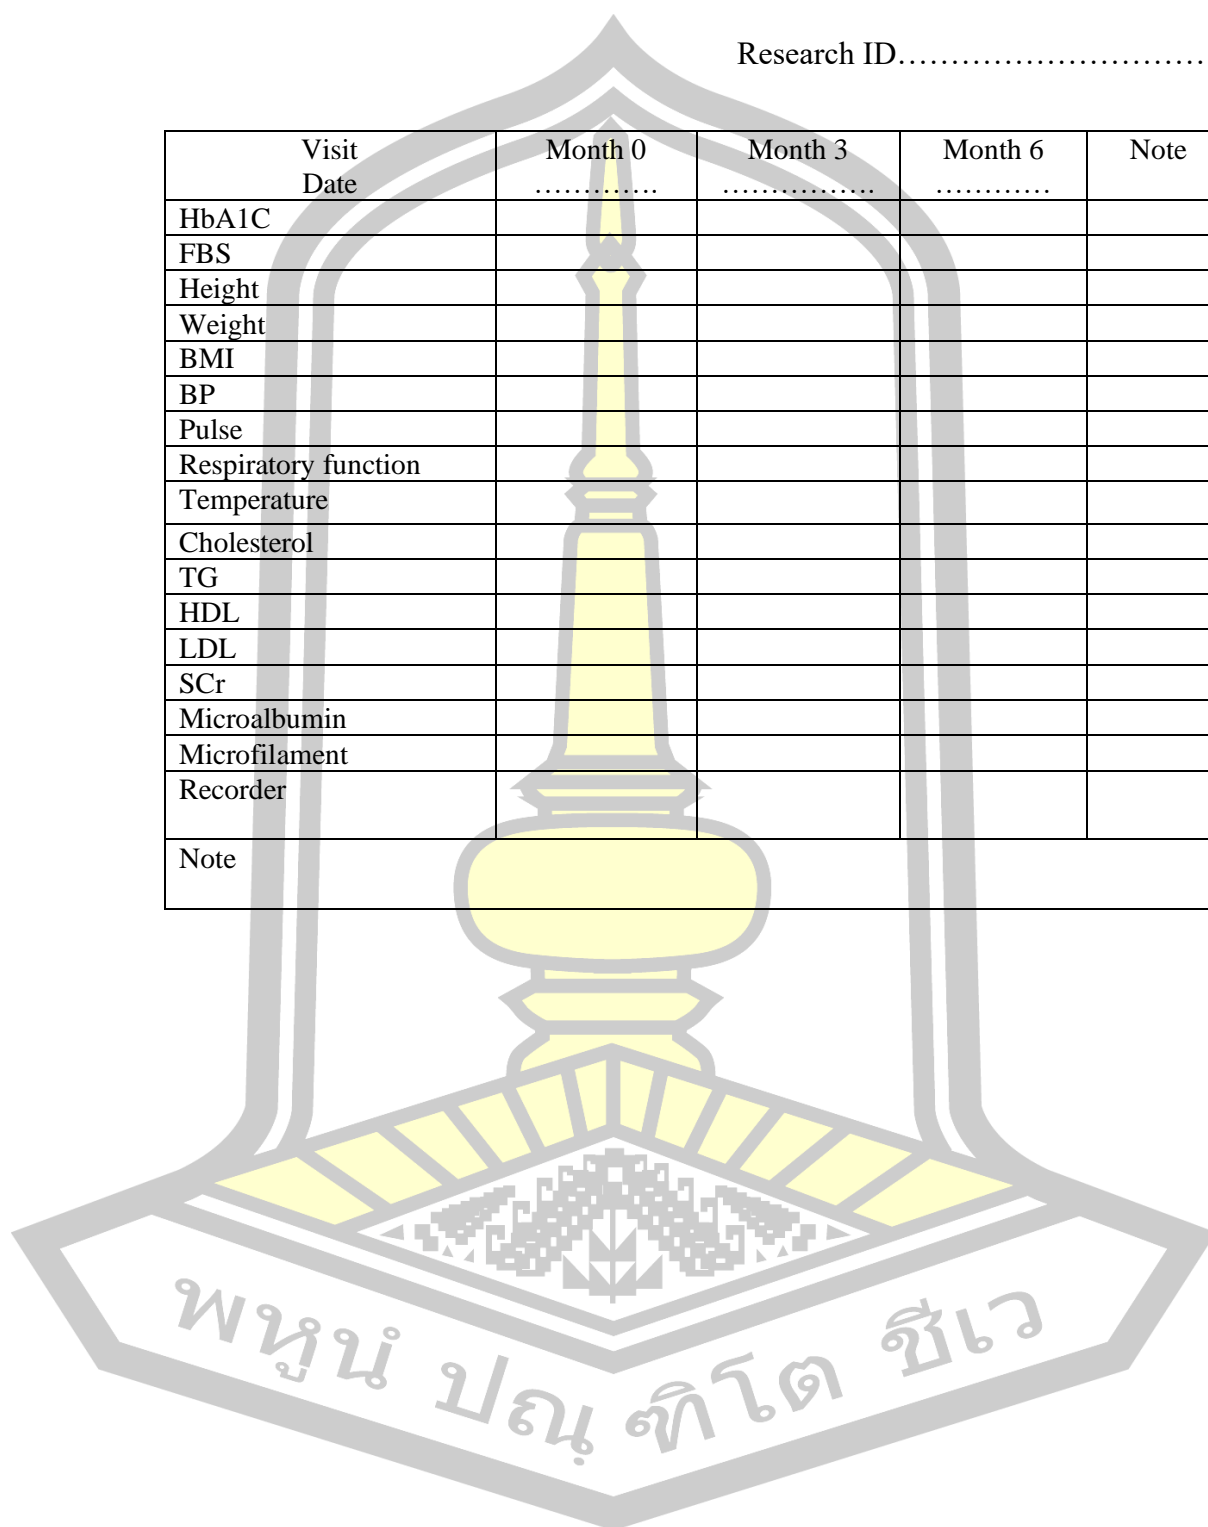 Research ID…………………………
Visit Month 0 Month 3 Month 6 Note
Date …………. ……………. …………
HbA1C
FBS
Height
Weight
BMI
BP
Pulse
Respiratory function
Temperature
Cholesterol
TG
HDL
LDL
SCr
Microalbumin
Microfilament
Recorder
Note
พหูนํ ปณฺฑิโต ชีเว